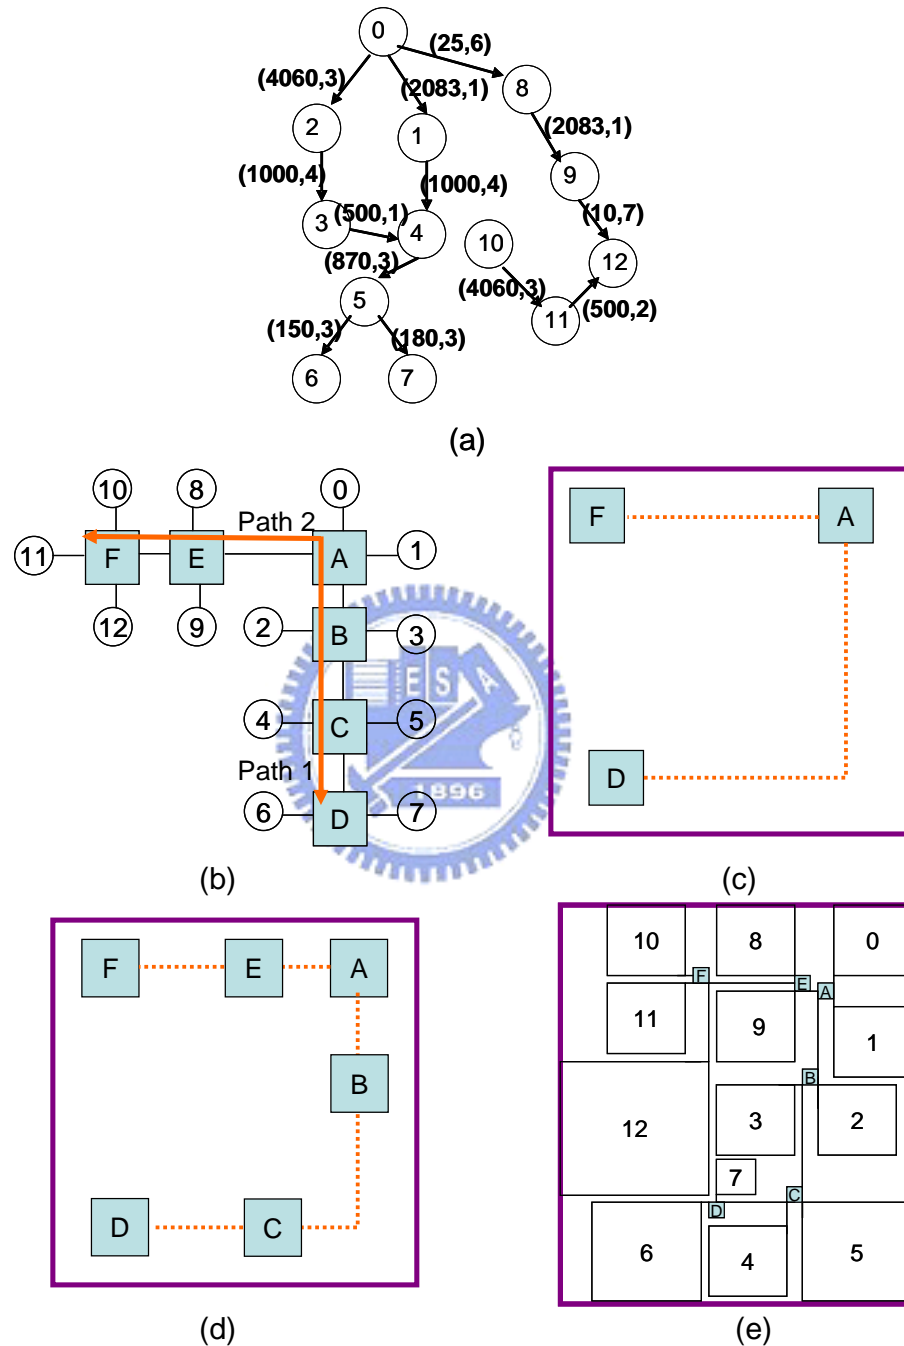 0
(25,6)
(4060,3)
(2083,1)
8
2
1
(2083,1)
(1000,4)
(1000,4)
9
3
(500,1)
4
(10,7)
10
12
(870,3)
5
(4060,3)
11
(500,2)
(150,3)
(180,3)
6
7
(a)
10
8
0
Path 2
11
F
E
A
1
12
9
2
B
3
4
C
5
Path 1
6
D
7
(b)
F
A
D
(c)
ES
A
1896
F
E
A
B
D
C
(d)
10
8
0
F
E
A
11
9
1
B
12
3
2
7
C
D
6
4
5
(e)